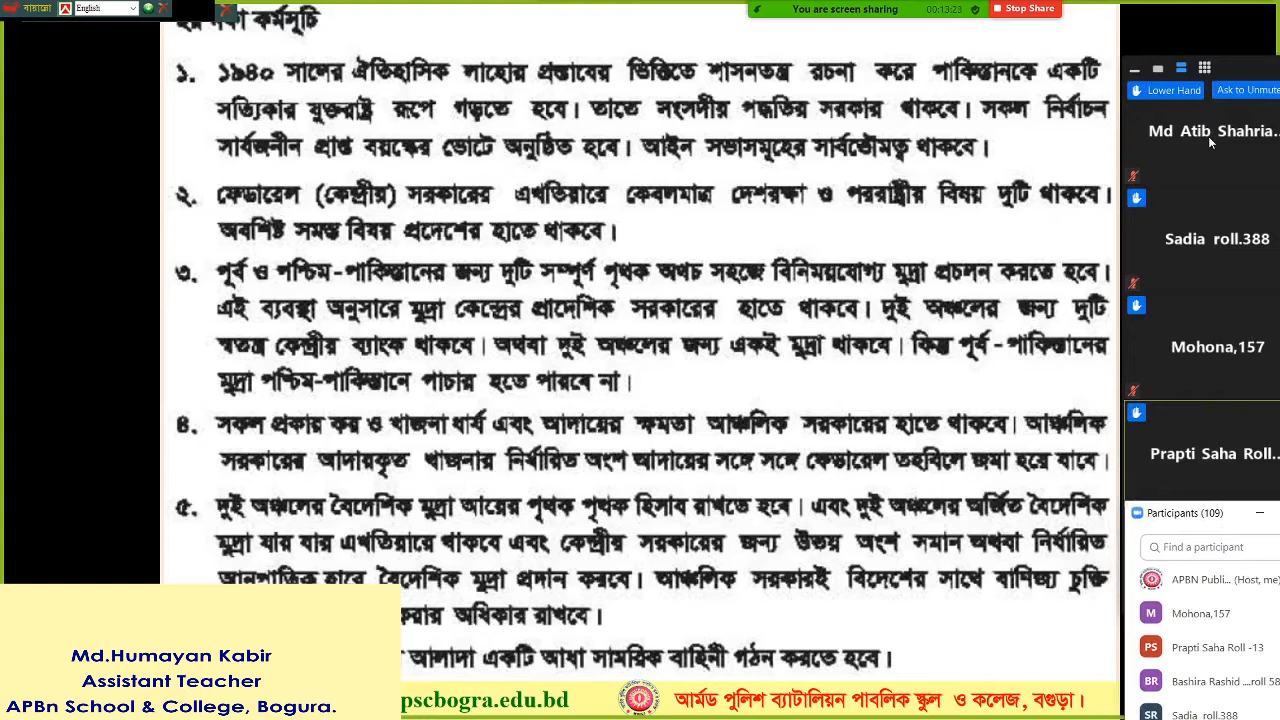 বাংলা English
You are screen sharing 00:13:23 Stop Share
ছয় দফা কর্মসূচি
১. ১৯৪০ সালের ঐতিহাসিক লাহোর প্রস্তাবের ভিত্তিতে শাসনতন্ত্র রচনা করে পাকিস্তানকে একটি
সত্যিকার যুক্তরাষ্ট্র রূপে গড়তে হবে। তাতে সংসদীয় পদ্ধতির সরকার থাকবে। সকল নির্বাচন
সার্বজনীন প্রাপ্ত বয়স্কের ভোটে অনুষ্ঠিত হবে। আইন সভাসমূহের সার্বভৌমত্ব থাকবে।
২. ফেডারেল (কেন্দ্রীয়) সরকারের এখতিয়ারে কেবলমাত্র দেশরক্ষা ও পররাষ্ট্রীয় বিষয় দুটি থাকবে।
অবশিষ্ট সমস্ত বিষয় প্রদেশের হাতে থাকবে।
৩. পূর্ব ও পশ্চিম-পাকিস্তানের জন্য দুটি সম্পূর্ণ পৃথক অথচ সহজে বিনিময়যোগ্য মুদ্রা প্রচলন করতে হবে।
এই ব্যবস্থা অনুসারে মুদ্রা কেন্দ্রের প্রাদেশিক সরকারের হাতে থাকবে। দুই অঞ্চলের জন্য দুটি
স্বতন্ত্র কেন্দ্রীয় ব্যাংক থাকবে। অথবা দুই অঞ্চলের জন্য একই মুদ্রা থাকবে। কিন্তু পূর্ব-পাকিস্তানের
মুদ্রা পশ্চিম-পাকিস্তানে পাচার হতে পারবে না।
৪. সকল প্রকার কর ও খাজনা ধার্য এবং আদায়ের ক্ষমতা আঞ্চলিক সরকারের হাতে থাকবে। আঞ্চলিক
সরকারের আদায়কৃত খাজনার নির্ধারিত অংশ আদায়ের সঙ্গে সঙ্গে ফেডারেল তহবিলে জমা হয়ে যাবে।
৫. দুই অঞ্চলের বৈদেশিক মুদ্রা আয়ের পৃথক পৃথক হিসাব রাখতে হবে। এবং দুই অঞ্চলের অর্জিত বৈদেশিক
মুদ্রা যার যার এখতিয়ারে থাকবে এবং কেন্দ্রীয় সরকারের জন্য উভয় অংশ সমান অথবা নির্ধারিত
আনুপাতিক হারে বৈদেশিক মুদ্রা প্রদান করবে। আঞ্চলিক সরকারই বিদেশের সাথে বাণিজ্য চুক্তি
করার অধিকার রাখবে।
আলাদা একটি আধা সামরিক বাহিনী গঠন করতে হবে।
Md.Humayan Kabir
Assistant Teacher
APBn School & College, Bogura.
pscbogra.edu.bd
আর্মড পুলিশ ব্যাটালিয়ন পাবলিক স্কুল ও কলেজ, বগুড়া।
Lower Hand Ask to Unmute
Md Atib Shahria...
Sadia roll.388
Mohona,157
Prapti Saha Roll...
Participants (109)
Find a participant
APBN Publi... (Host, me)
M Mohona,157
PS Prapti Saha Roll -13
BR Bashira Rashid ...roll 58
SR Sadia roll.388